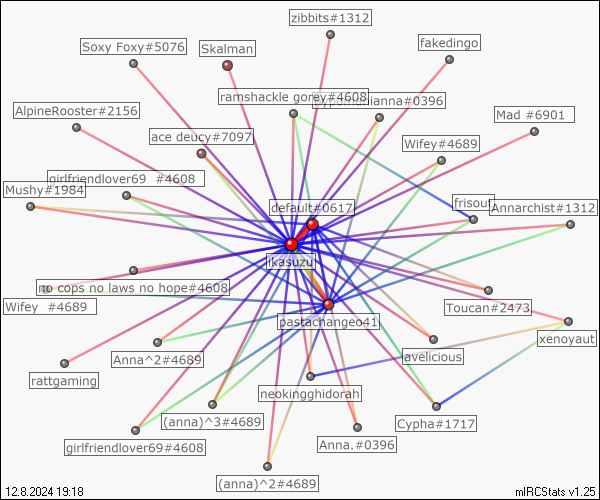 zibbits#1312
Soxy Foxy#5076
Skalman
fakedingo
ramshackle gorey#4608
anna#0396
AlpineRooster#2156
Mad #6901
ace deucy#7097
Wifey#4689
girlfriendlover69 #4608
Mushy#1984
default#0617
frisout
Annarchist#1312
ikasuzu
no cops no laws no hope#4608
Wifey #4689
Toucan#2473
pastachangeo41
xenoyaut
Anna^2#4689
avelicious
rattgaming
neokingghidorah
(anna)^3#4689
Cypha#1717
girlfriendlover69#4608
Anna.#0396
(anna)^2#4689
12.8.2024 19:18
mIRCStats v1.25